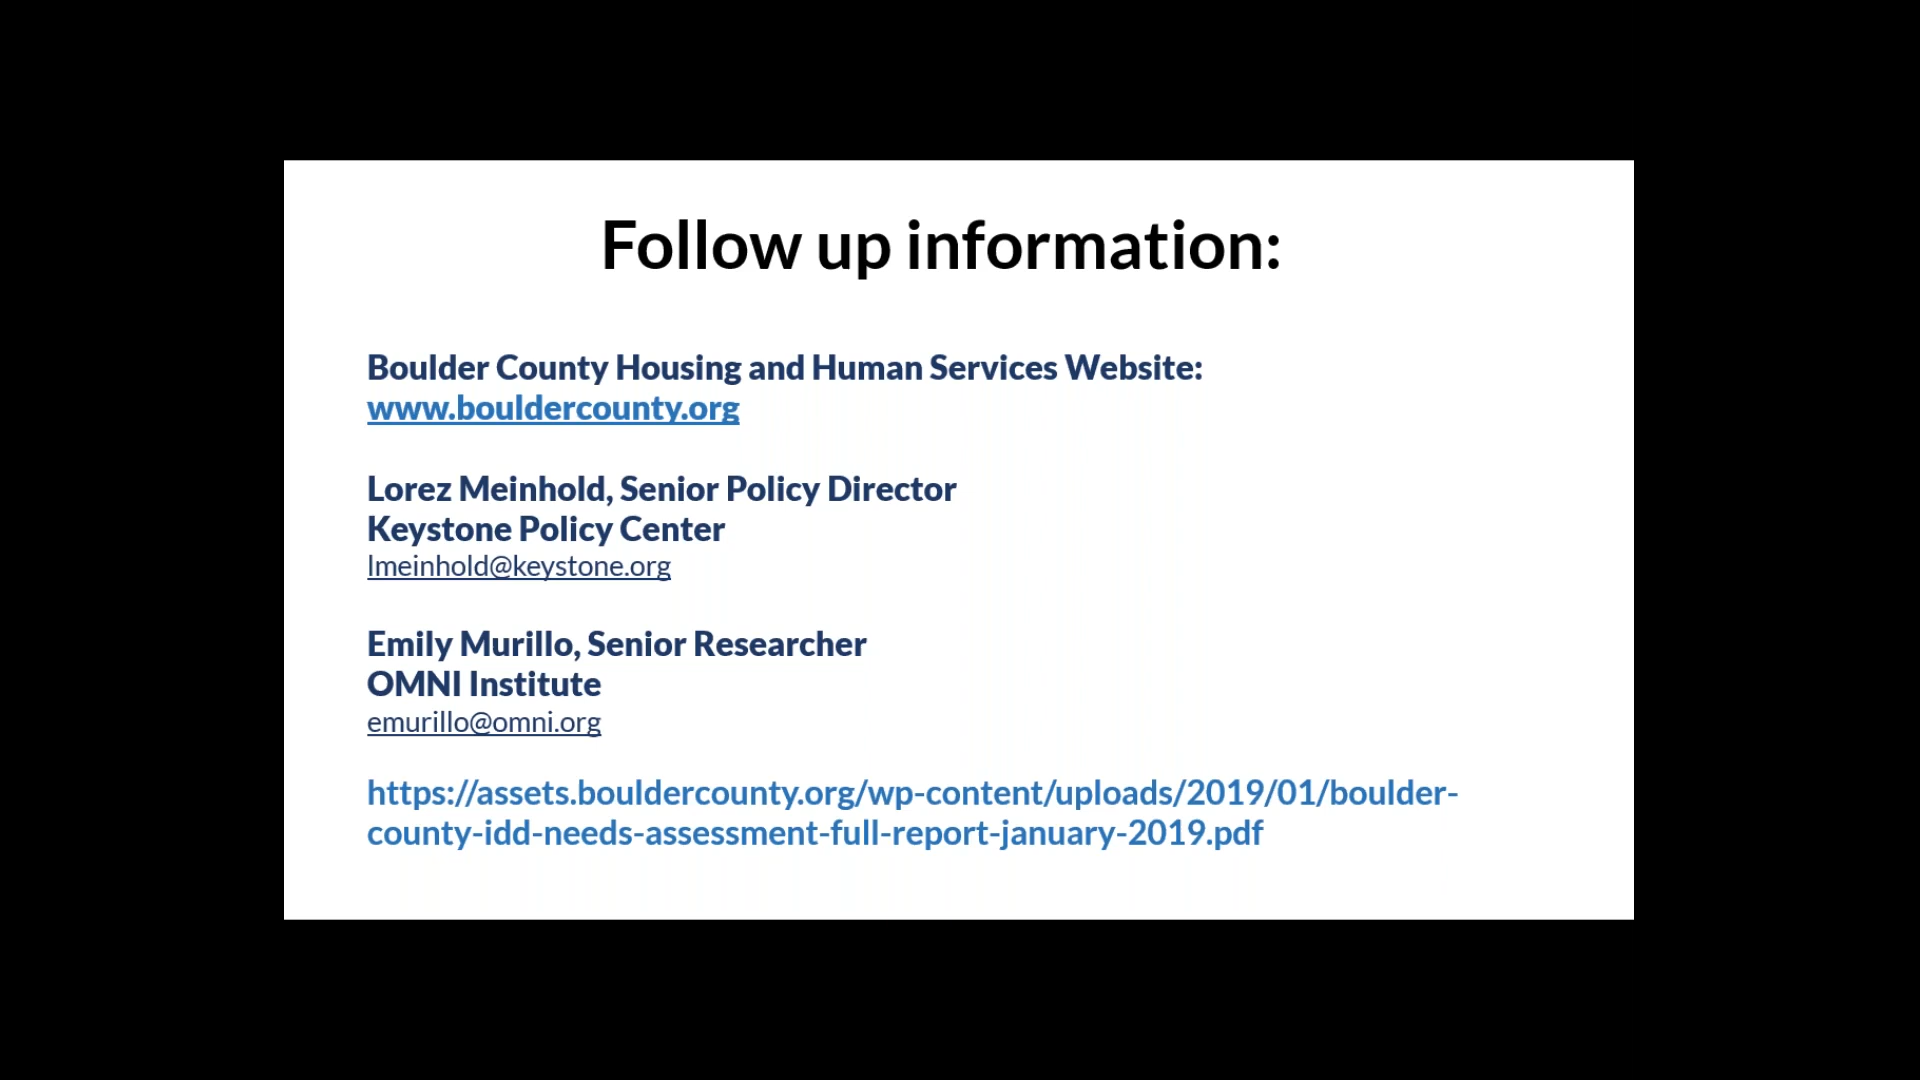 Follow up information:
Boulder County Housing and Human Services Website:
www.bouldercounty.org
Lorez Meinhold, Senior Policy Director
Keystone Policy Center
lmeinhold@keystone.org
Emily Murillo, Senior Researcher
OMNI Institute
emurillo@omni.org
https://assets.bouldercounty.org/wp-content/uploads/2019/01/boulder-
county-idd-needs-assessment-full-report-january-2019.pdf